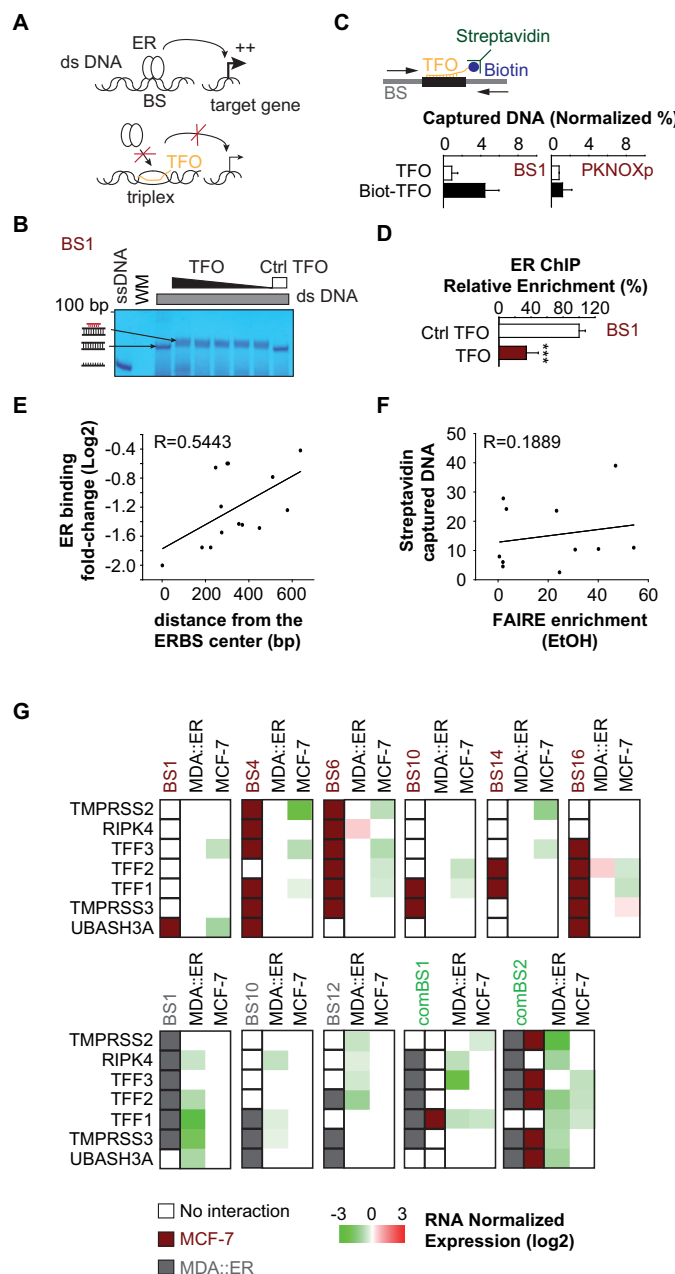 A
ER
++
ds DNA
BS
target gene
TFO
triplex
B
BS1
ssDNA
WM
TFO
Ctrl TFO
ds DNA
100 bp
C
Streptavidin
TFO
Biotin
BS
Captured DNA (Normalized %)
0 4 8
0 4 8
TFO
BS1
PKNOXp
Biot-TFO
D
ER ChIP
Relative Enrichment (%)
0 40 80 120
Ctrl TFO
BS1
TFO
***
E
R=0.5443
ER binding
fold-change (Log2)
-0.4
-0.8
-1.2
-1.6
-2.0
0 200 400 600
distance from the
ERBS center (bp)
F
R=0.1889
Streptavidin
captured DNA
50
40
30
20
10
0
0 20 40 60
FAIRE enrichment
(EtOH)
G
BS1 MDA::ER MCF-7
BS4 MDA::ER MCF-7
BS6 MDA::ER MCF-7
BS10 MDA::ER MCF-7
BS14 MDA::ER MCF-7
BS16 MDA::ER MCF-7
TMPRSS2
RIPK4
TFF3
TFF2
TFF1
TMPRSS3
UBASH3A
BS1 MDA::ER MCF-7
BS10 MDA::ER MCF-7
BS12 MDA::ER MCF-7
comBS1 MDA::ER MCF-7
comBS2 MDA::ER MCF-7
TMPRSS2
RIPK4
TFF3
TFF2
TFF1
TMPRSS3
UBASH3A
No interaction
MCF-7
MDA::ER
-3 0 3
RNA Normalized
Expression (log2)